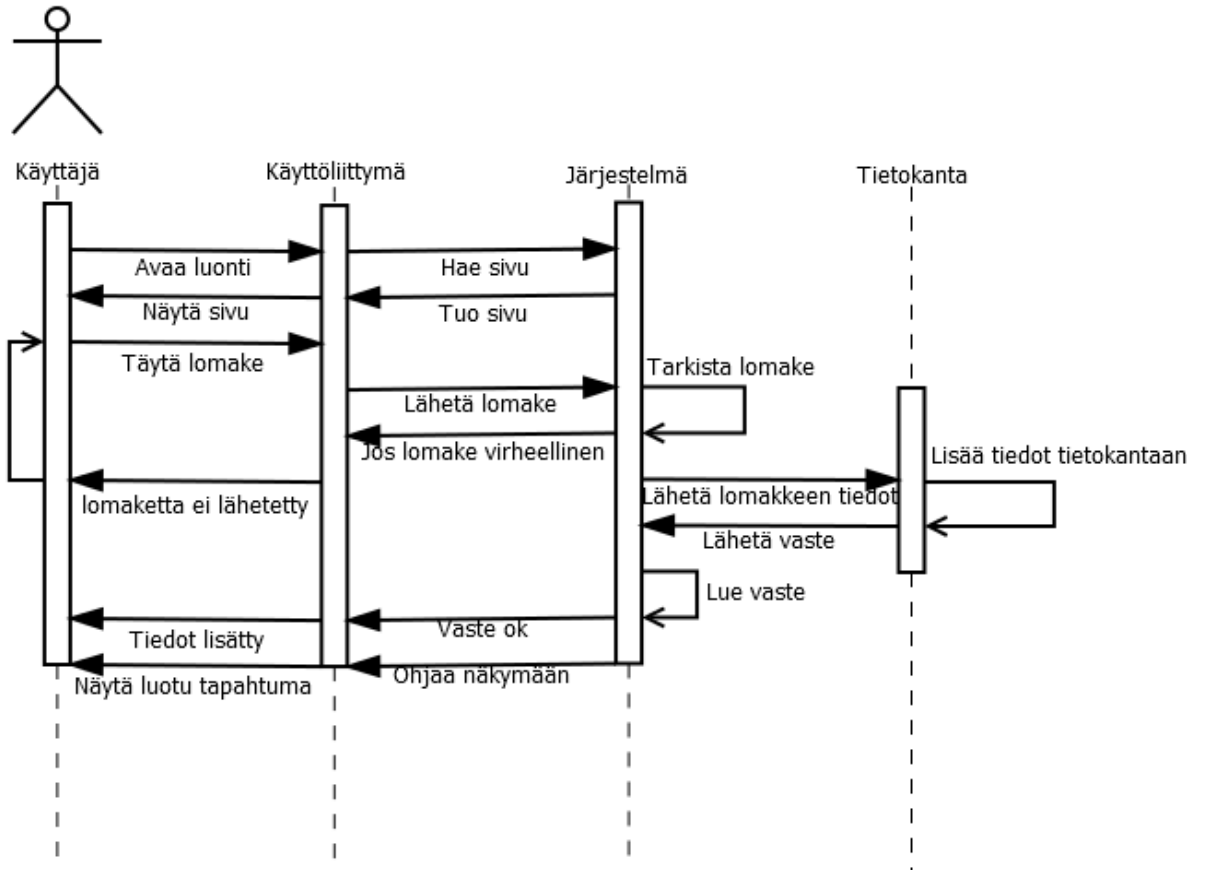 Käyttäjä
Käyttöliittymä
Järjestelmä
Tietokanta
Avaa luonti
Hae sivu
Näytä sivu
Tuo sivu
Täytä lomake
Tarkista lomake
Lähetä lomake
Jos lomake virheellinen
Lisää tiedot tietokantaan
lomaketta ei lähetetty
Lähetä lomakkeen tiedot
Lähetä vaste
Lue vaste
Tiedot lisätty
Vaste ok
Näytä luotu tapahtuma
Ohjaa näkymään